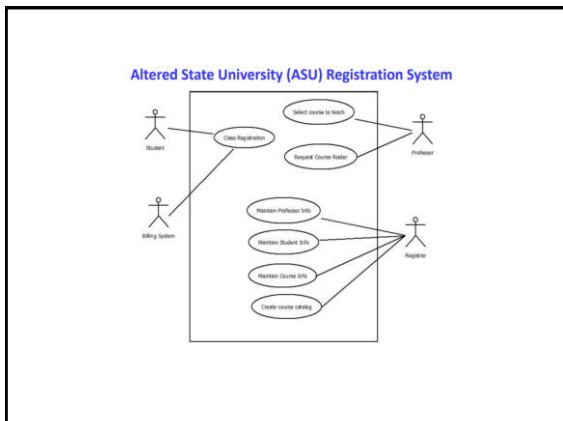 Altered State University (ASU) Registration System
Select course to teach
Student
Class Registration
Professor
Request Course Roster
Billing System
Maintain Professor Info
Maintain Student Info
Registrar
Maintain Course Info
Create course catalog